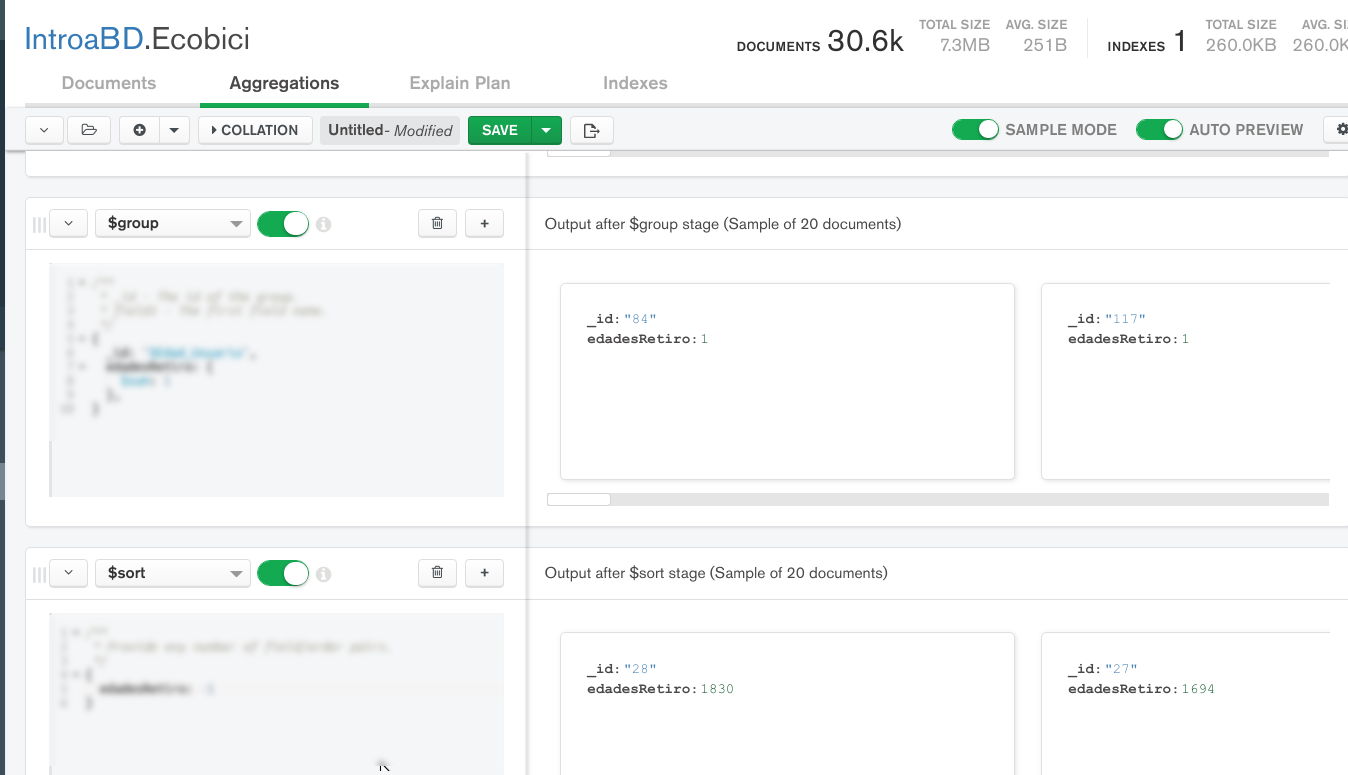 IntroaBD.Ecobici
DOCUMENTS 30.6k
TOTAL SIZE 7.3MB
AVG. SIZE 251B
INDEXES 1
TOTAL SIZE 260.0KB
AVG. SI 260.0K
Documents Aggregations Explain Plan Indexes
COLLATION Untitled- Modified SAVE SAMPLE MODE AUTO PREVIEW
$group
Output after $group stage (Sample of 20 documents)
_id: "84"
edadesRetiro: 1
_id: "117"
edadesRetiro: 1
$sort
Output after $sort stage (Sample of 20 documents)
_id: "28"
edadesRetiro: 1830
_id: "27"
edadesRetiro: 1694